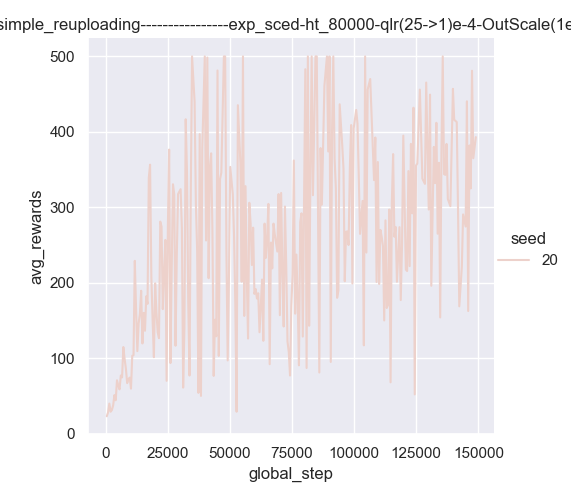 simple_reuploading----------------exp_sced-ht_80000-qlr(25->1)e-4-OutScale(1e
500
400
300
200
100
0
avg_rewards
0 25000 50000 75000 100000 125000 150000
global_step
seed
20